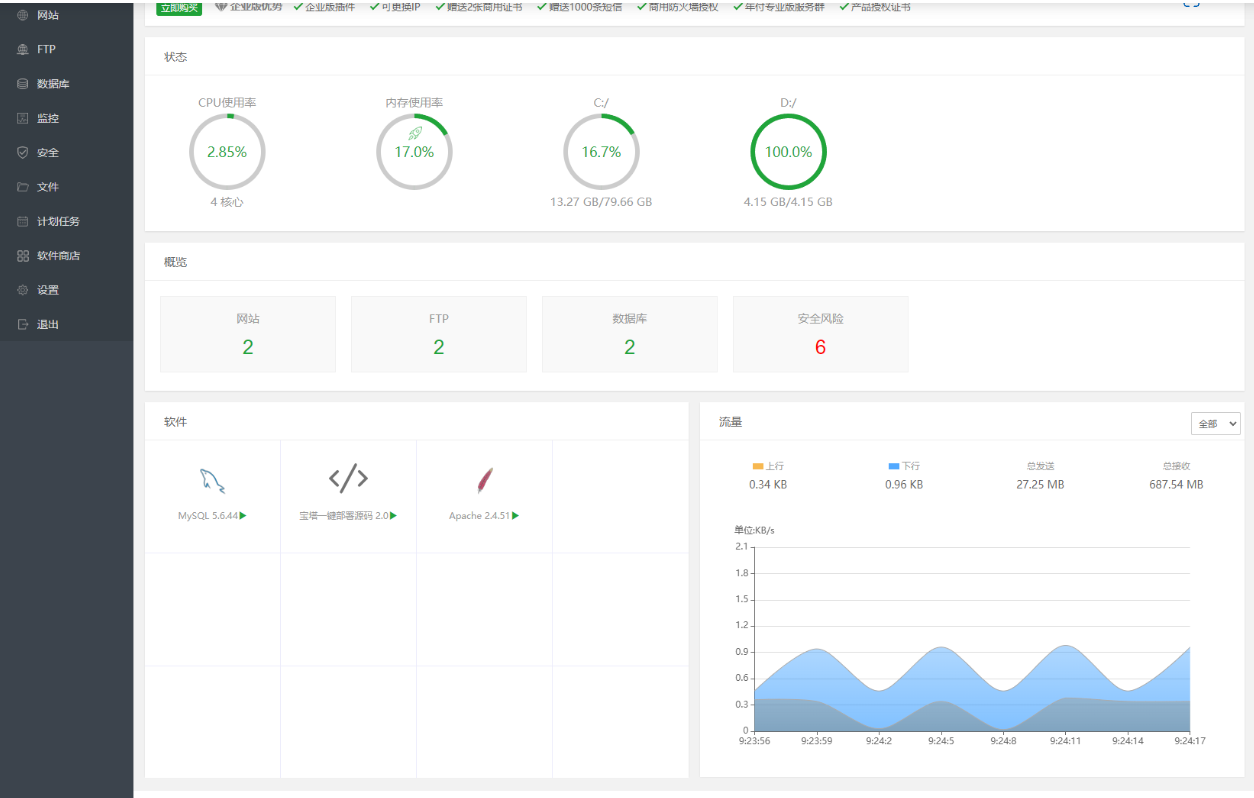 网站
FTP
数据库
监控
安全
文件
计划任务
软件商店
设置
退出
立即购买 企业版优势 企业版插件 可更换IP 赠送2张商用证书 赠送1000条短信 商用防火墙授权 年付专业版服务群 产品授权证书
状态
CPU使用率 内存使用率 C:/ D:/
2.85% 17.0% 16.7% 100.0%
4 核心 13.27 GB/79.66 GB 4.15 GB/4.15 GB
概览
网站 FTP 数据库 安全风险
2 2 2 6
软件
MySQL 5.6.44 宝塔一键部署源码 2.0 Apache 2.4.51
流量 全部
上行 下行 总发送 总接收
0.34 KB 0.96 KB 27.25 MB 687.54 MB
单位:KB/s
2.1
1.8
1.5
1.2
0.9
0.6
0.3
0
9:23:56 9:23:59 9:24:2 9:24:5 9:24:8 9:24:11 9:24:14 9:24:17